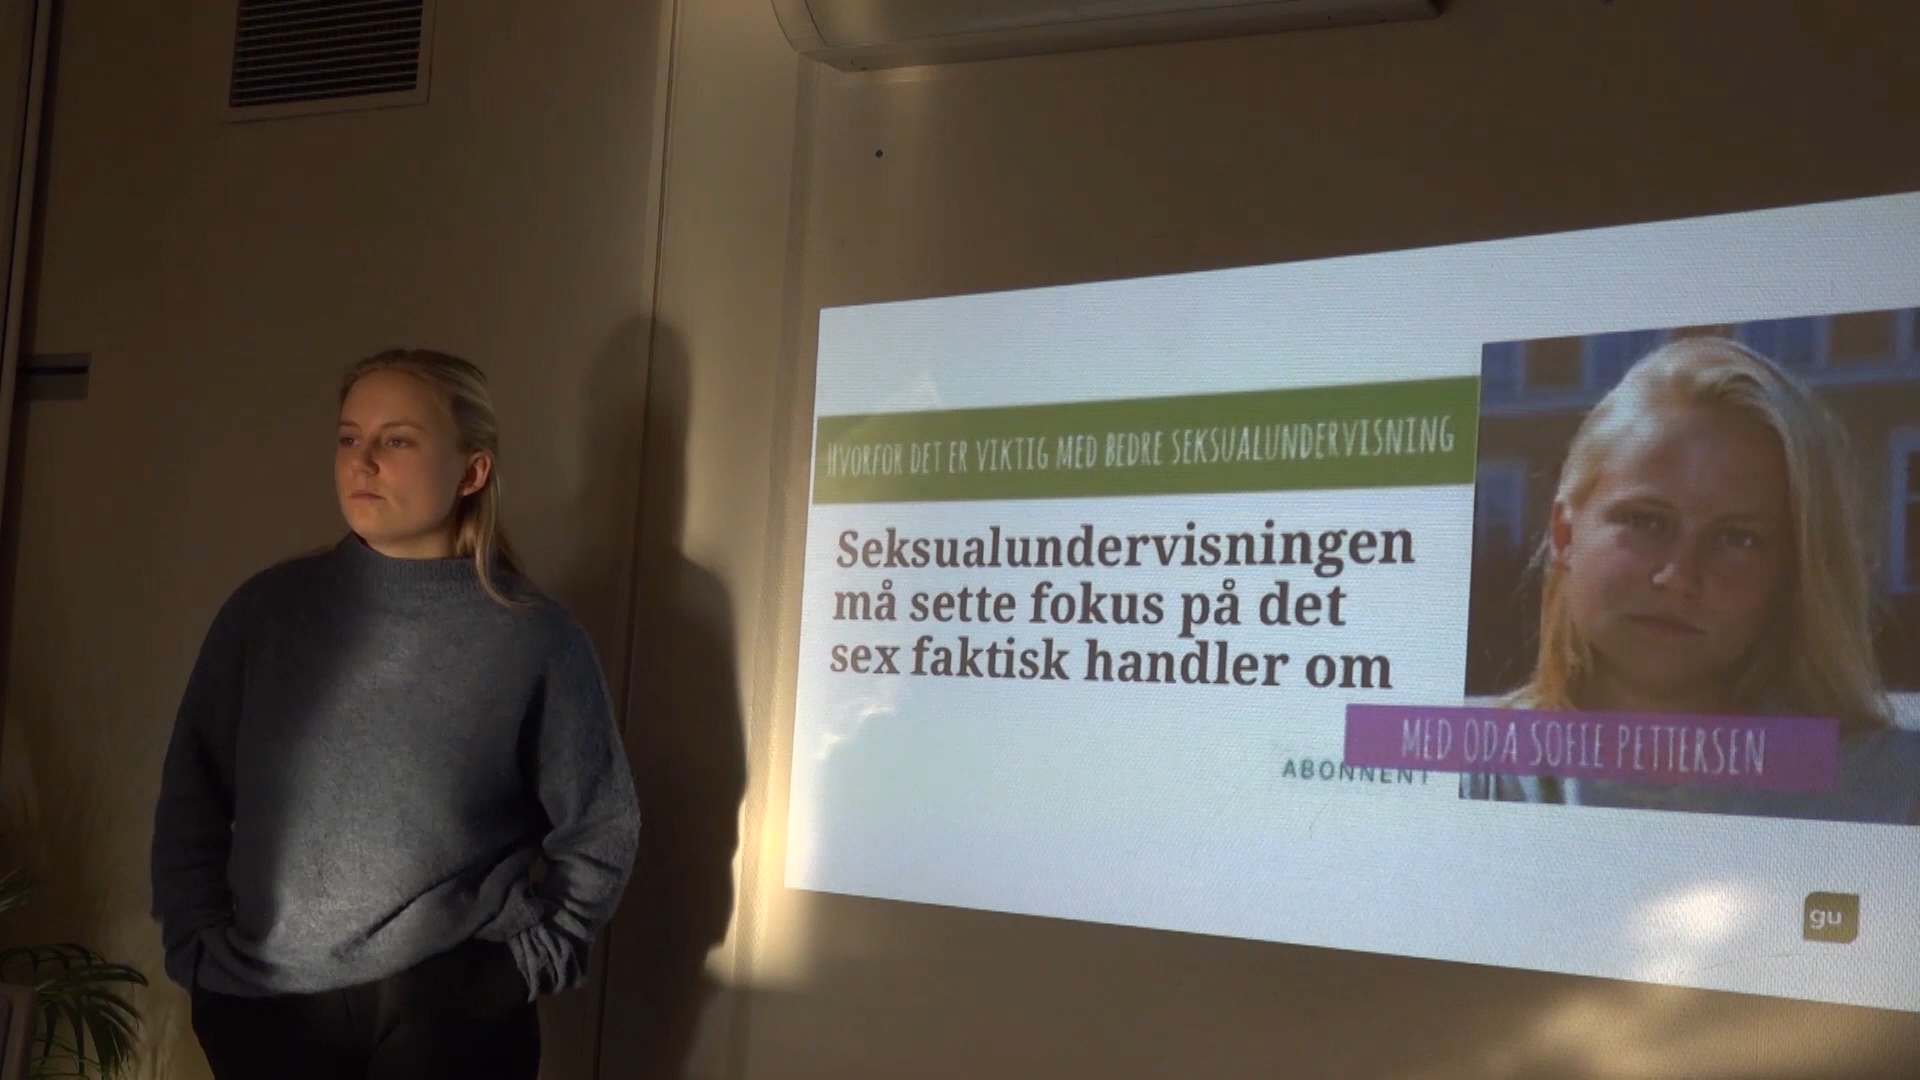 HVORFOR DET ER VIKTIG MED BEDRE SEKSUALUNDERVISNING
Seksualundervisningen
må sette fokus på det
sex faktisk handler om
MED ODA SOFIE PETTERSEN
ABONNENT
gu